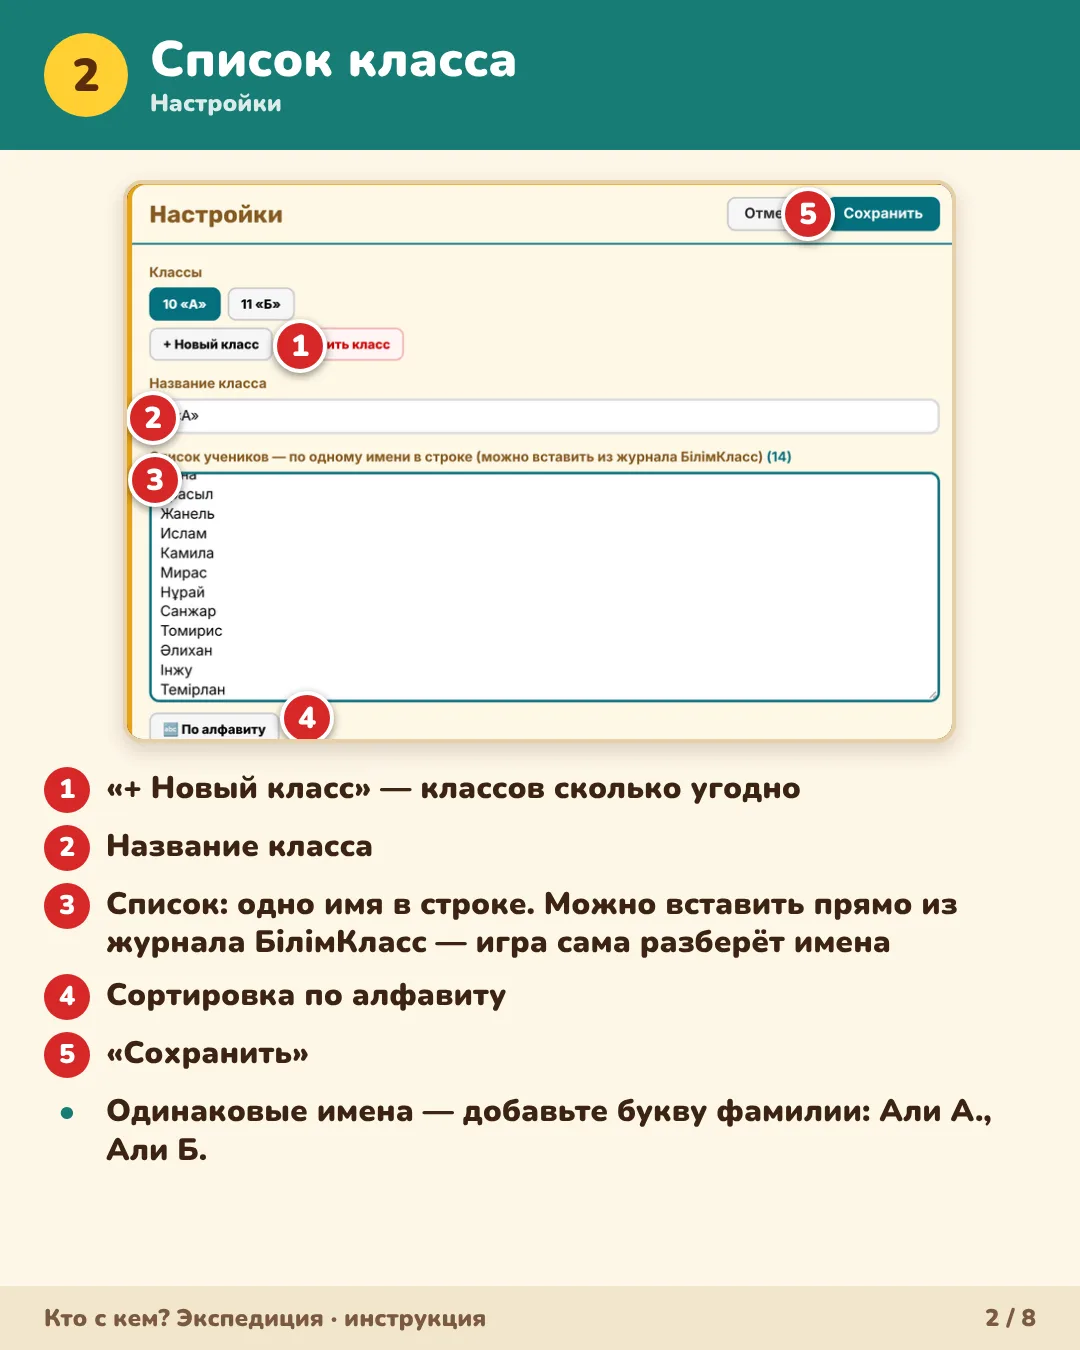 2
Список класса
Настройки
Настройки
5
Сохранить
Классы
10 «А»
11 «Б»
+ Новый класс
1
класс
Название класса
2
3
учеников — по одному имени в строке (можно вставить из журнала БілімКласс) (14)
Жанель
Ислам
Камила
Мирас
Нұрай
Санжар
Томирис
Әлихан
Інжу
Темірлан
По алфавиту
4
1 «+ Новый класс» — классов сколько угодно
2 Название класса
3 Список: одно имя в строке. Можно вставить прямо из
журнала БілімКласс — игра сама разберёт имена
4 Сортировка по алфавиту
5 «Сохранить»
• Одинаковые имена — добавьте букву фамилии: Али А.,
Али Б.
Кто с кем? Экспедиция · инструкция
2 / 8